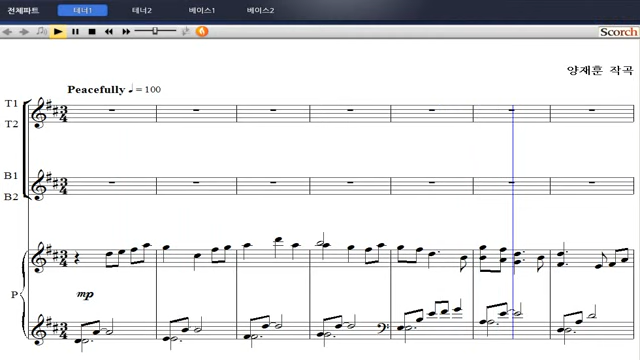 전체파트 테너1 테너2 베이스1 베이스2
Scorch
양재훈 작곡
Peacefully ♩= 100
T1
T2
B1
B2
P
mp